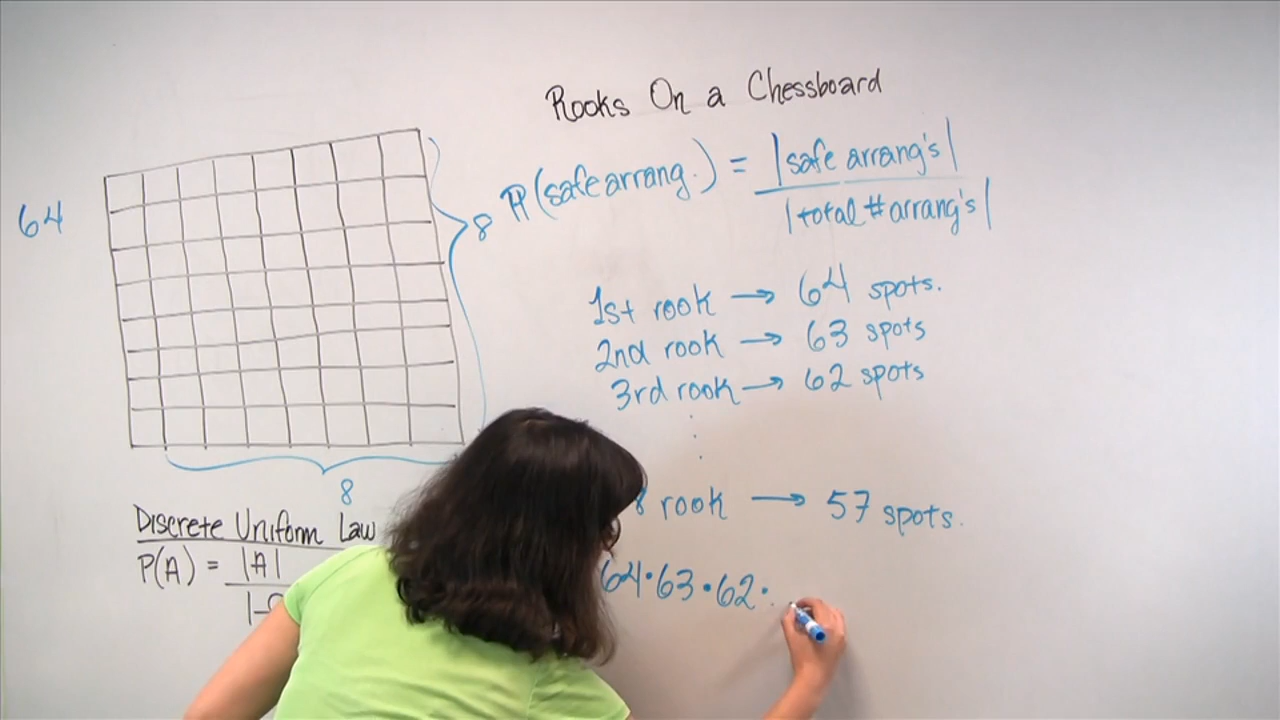 Rooks On a Chessboard
64
8
ℙ(safe arrang.) = |safe arrang's|
|total # arrang's|
1st rook → 64 spots.
2nd rook → 63 spots
3rd rook → 62 spots
8 rook → 57 spots.
64·63·62·
8
Discrete Uniform Law
P(A) = |A|